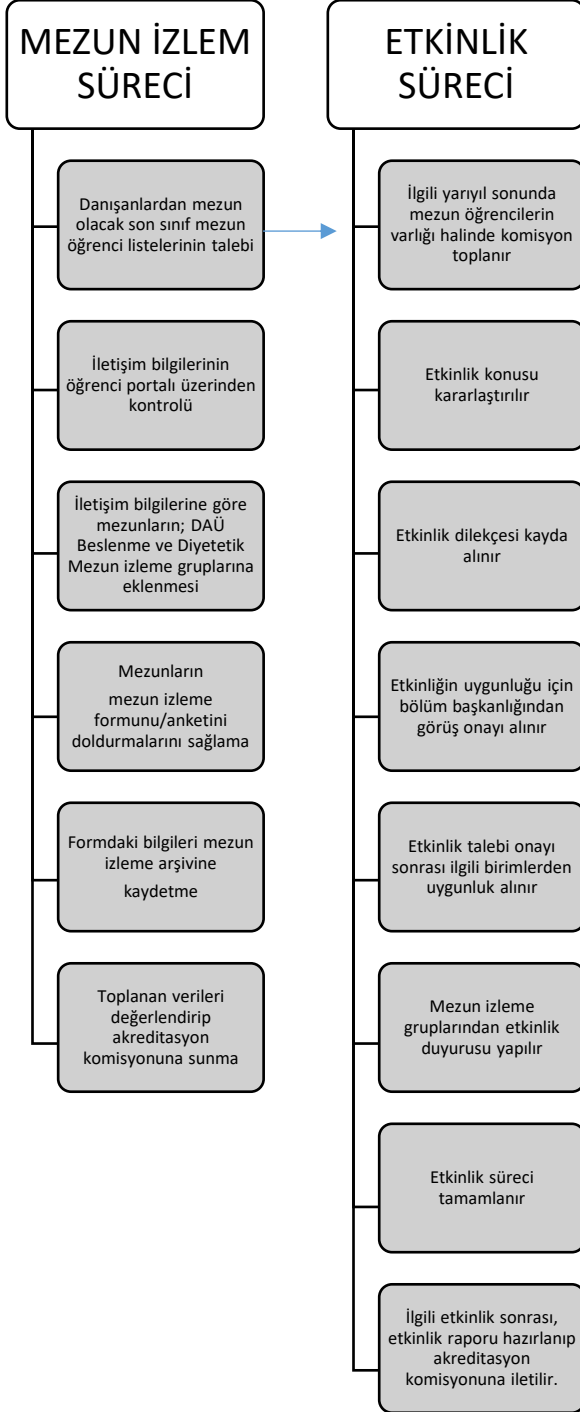 MEZUN İZLEM
SÜRECİ
Danışanlardan mezun
olacak son sınıf mezun
öğrenci listelerinin talebi
İletişim bilgilerinin
öğrenci portalı üzerinden
kontrolü
İletişim bilgilerine göre
mezunların; DAÜ
Beslenme ve Diyetetik
Mezun izleme gruplarına
eklenmesi
Mezunların
mezun izleme
formunu/anketini
doldurmalarını sağlama
Formdaki bilgileri mezun
izleme arşivine
kaydetme
Toplanan verileri
değerlendirip
akreditasyon
komisyonuna sunma
ETKİNLİK
SÜRECİ
İlgili yarıyıl sonunda
mezun öğrencilerin
varlığı halinde komisyon
toplanır
Etkinlik konusu
kararlaştırılır
Etkinlik dilekçesi kayda
alınır
Etkinliğin uygunluğu için
bölüm başkanlığından
görüş onayı alınır
Etkinlik talebi onayı
sonrası ilgili birimlerden
uygunluk alınır
Mezun izleme
gruplarından etkinlik
duyurusu yapılır
Etkinlik süreci
tamamlanır
İlgili etkinlik sonrası,
etkinlik raporu hazırlanıp
akreditasyon
komisyonuna iletilir.